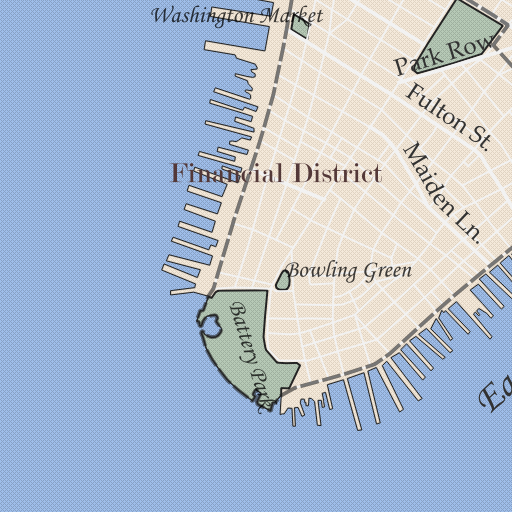 Washington Market
Park Row
Fulton St.
Maiden Ln.
Financial District
Bowling Green
Battery Park
Ea